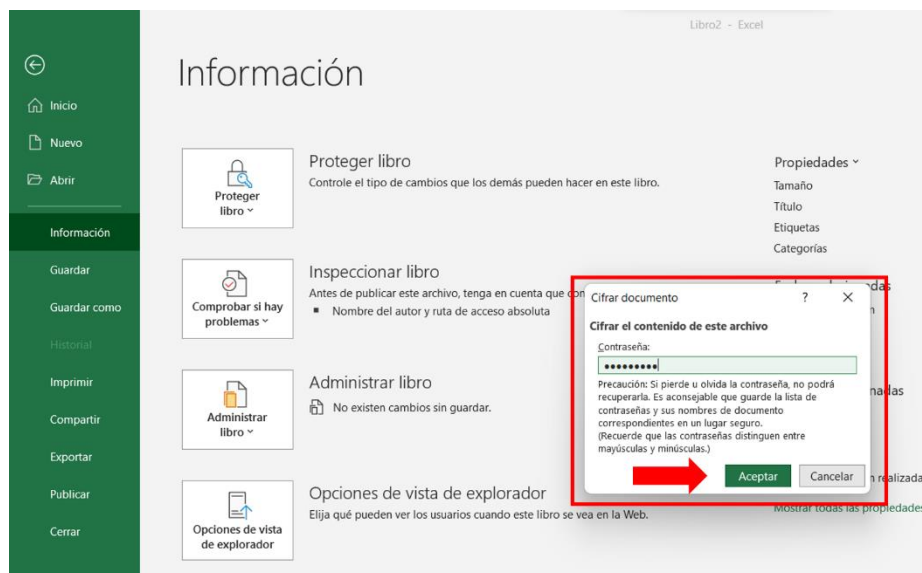 Libro2 - Excel
Información
Inicio
Nuevo
Abrir
Información
Guardar
Guardar como
Historial
Imprimir
Compartir
Exportar
Publicar
Cerrar
Proteger
libro
Proteger libro
Controle el tipo de cambios que los demás pueden hacer en este libro.
Comprobar si hay
problemas
Inspeccionar libro
Antes de publicar este archivo, tenga en cuenta que
Nombre del autor y ruta de acceso absoluta
Administrar
libro
Administrar libro
No existen cambios sin guardar.
Opciones de vista
de explorador
Opciones de vista de explorador
Elija qué pueden ver los usuarios cuando este libro se vea en la Web.
Propiedades
Tamaño
Título
Etiquetas
Categorías
Cifrar documento ? X
Cifrar el contenido de este archivo
Contraseña:
Precaución: Si pierde u olvida la contraseña, no podrá
recuperarla. Es aconsejable que guarde la lista de
contraseñas y sus nombres de documento
correspondientes en un lugar seguro.
(Recuerde que las contraseñas distinguen entre
mayúsculas y minúsculas.)
Aceptar Cancelar
Mostrar todas las propiedades